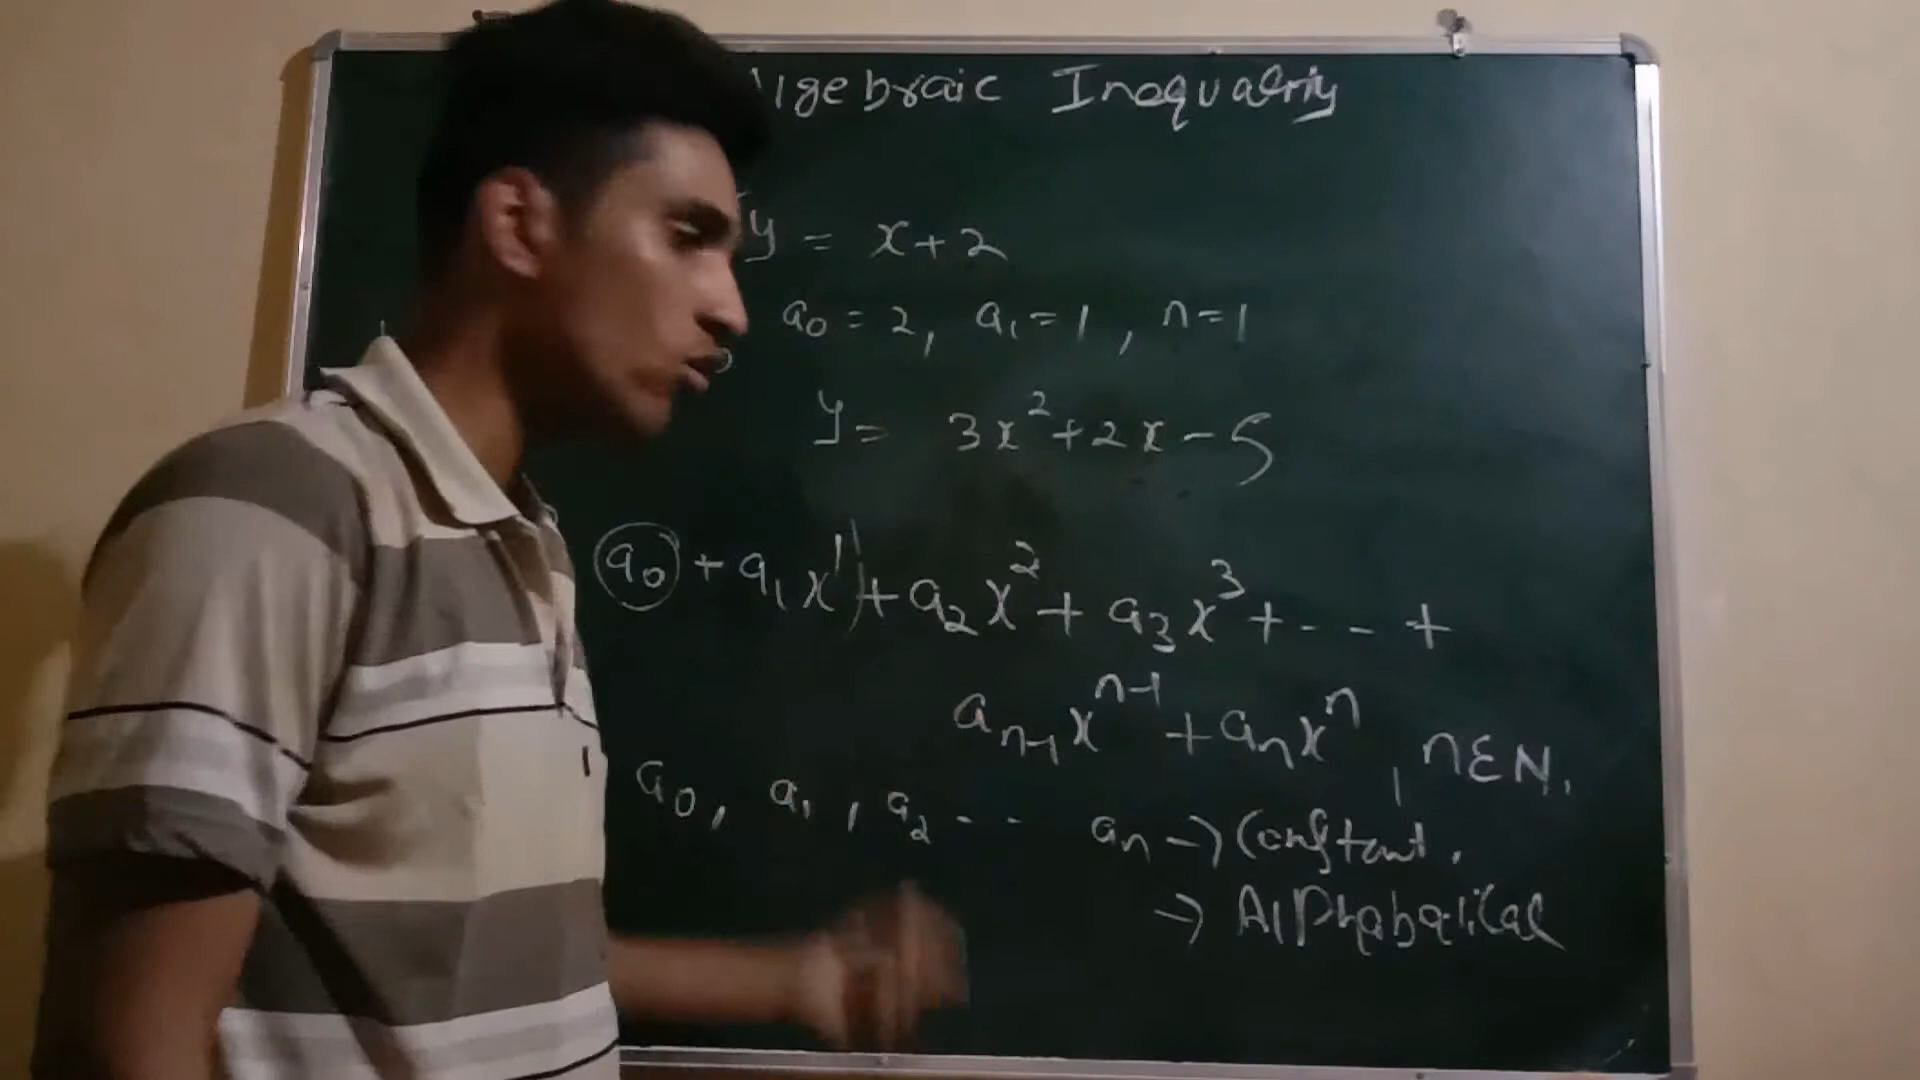 lgebraic Inequality
y = x+2
a₀ = 2, a₁ = 1, n=1
y = 3x²+2x-5
a₀ + a₁x¹ + a₂x² + a₃x³ + - - - +
aₙ₋₁xⁿ⁻¹ + aₙxⁿ, n∈N.
a₀, a₁, a₂ - - - aₙ → Constant.
→ Alphabatical